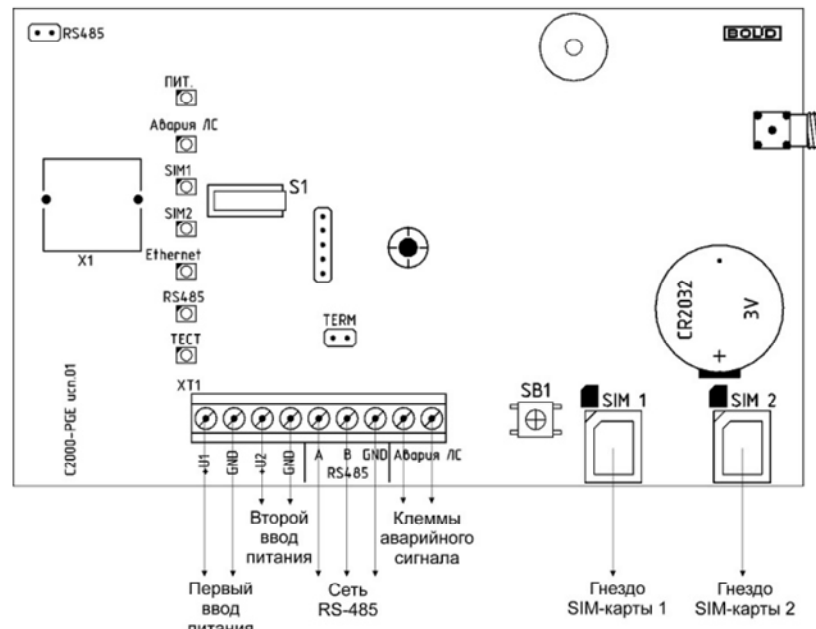 RS485
BOLID
ПИТ.
Авария ЛС
SIM1
S1
SIM2
X1
Ethernet
RS485
TERM
ТЕСТ
CR2032
3V
+
C2000-PGE исп.01
XT1
SB1
SIM 1
SIM 2
+U1
GND
+U2
GND
A
B
GND
Авария ЛС
RS485
Второй
ввод
питания
Клеммы
аварийного
сигнала
Первый
ввод
питания
Сеть
RS-485
Гнездо
SIM-карты 1
Гнездо
SIM-карты 2